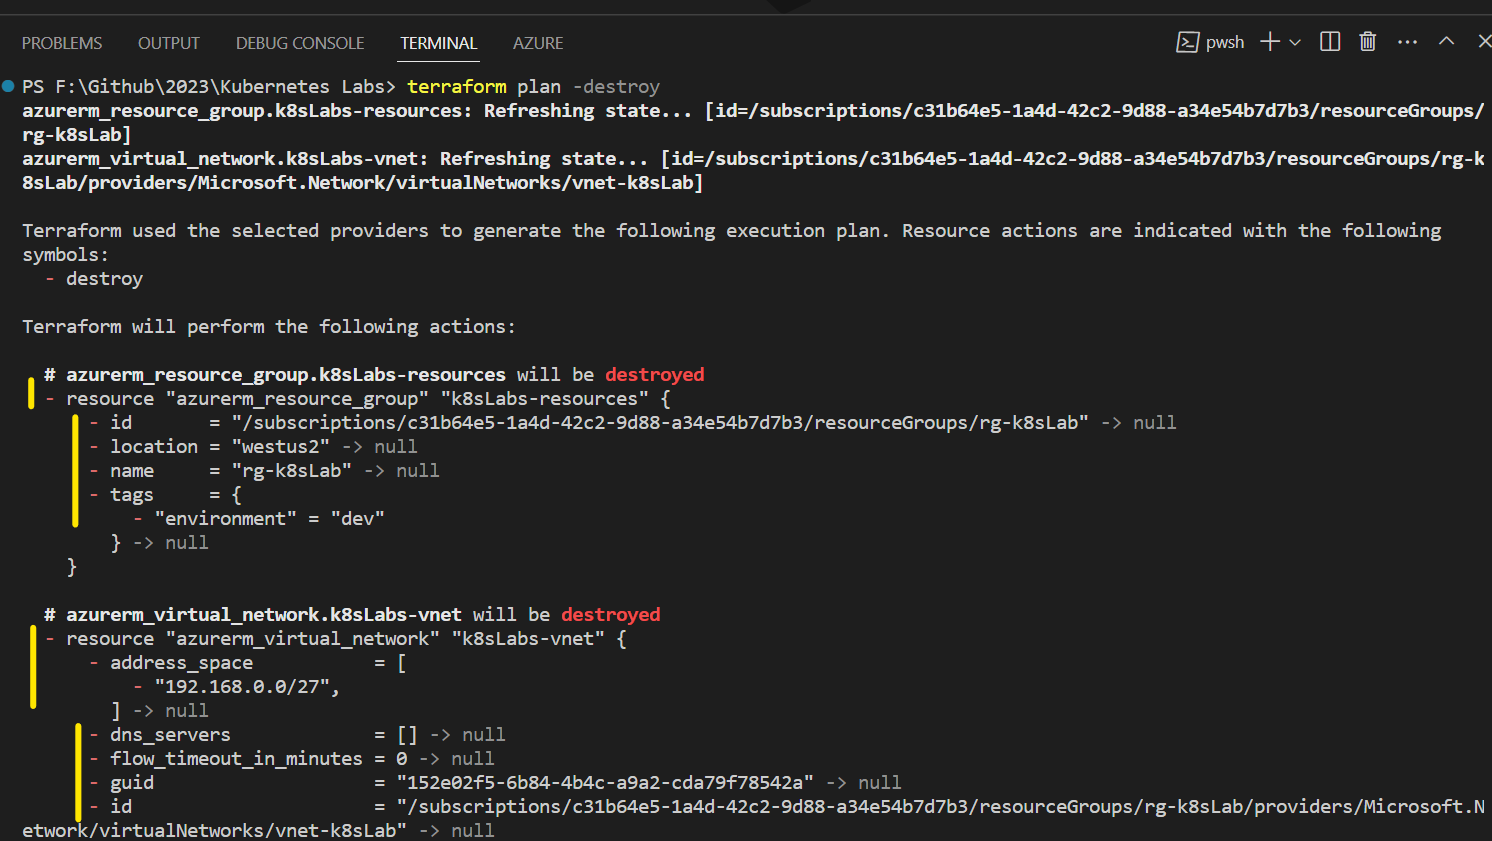 PROBLEMS OUTPUT DEBUG CONSOLE TERMINAL AZURE pwsh
PS F:\Github\2023\Kubernetes Labs> terraform plan -destroy
azurerm_resource_group.k8sLabs-resources: Refreshing state... [id=/subscriptions/c31b64e5-1a4d-42c2-9d88-a34e54b7d7b3/resourceGroups/
rg-k8sLab]
azurerm_virtual_network.k8sLabs-vnet: Refreshing state... [id=/subscriptions/c31b64e5-1a4d-42c2-9d88-a34e54b7d7b3/resourceGroups/rg-k
8sLab/providers/Microsoft.Network/virtualNetworks/vnet-k8sLab]
Terraform used the selected providers to generate the following execution plan. Resource actions are indicated with the following
symbols:
- destroy
Terraform will perform the following actions:
# azurerm_resource_group.k8sLabs-resources will be destroyed
- resource "azurerm_resource_group" "k8sLabs-resources" {
- id = "/subscriptions/c31b64e5-1a4d-42c2-9d88-a34e54b7d7b3/resourceGroups/rg-k8sLab" -> null
- location = "westus2" -> null
- name = "rg-k8sLab" -> null
- tags = {
- "environment" = "dev"
} -> null
}
# azurerm_virtual_network.k8sLabs-vnet will be destroyed
- resource "azurerm_virtual_network" "k8sLabs-vnet" {
- address_space = [
- "192.168.0.0/27",
] -> null
- dns_servers = [] -> null
- flow_timeout_in_minutes = 0 -> null
- guid = "152e02f5-6b84-4b4c-a9a2-cda79f78542a" -> null
- id = "/subscriptions/c31b64e5-1a4d-42c2-9d88-a34e54b7d7b3/resourceGroups/rg-k8sLab/providers/Microsoft.N
etwork/virtualNetworks/vnet-k8sLab" -> null